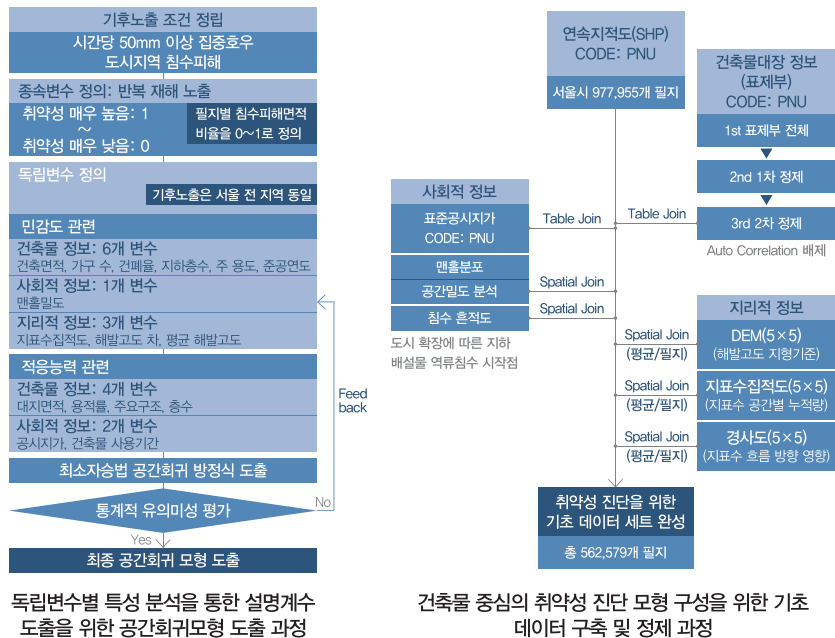 기후노출 조건 정립
시간당 50mm 이상 집중호우
도시지역 침수피해
종속변수 정의: 반복 재해 노출
취약성 매우 높음: 1
~
취약성 매우 낮음: 0
필지별 침수피해면적
비율을 0~1로 정의
독립변수 정의
기후노출은 서울 전 지역 동일
민감도 관련
건축물 정보: 6개 변수
건축면적, 가구 수, 건폐율, 지하층수, 주 용도, 준공연도
사회적 정보: 1개 변수
맨홀밀도
지리적 정보: 3개 변수
지표수집적도, 해발고도 차, 평균 해발고도
적응능력 관련
건축물 정보: 4개 변수
대지면적, 용적률, 주요구조, 층수
사회적 정보: 2개 변수
공시지가, 건축물 사용기간
Feed
back
최소자승법 공간회귀 방정식 도출
통계적 유의미성 평가
No
Yes
최종 공간회귀 모형 도출
독립변수별 특성 분석을 통한 설명계수
도출을 위한 공간회귀모형 도출 과정
연속지적도(SHP)
CODE: PNU
서울시 977,955개 필지
건축물대장 정보
(표제부)
CODE: PNU
1st 표제부 전체
2nd 1차 정제
3rd 2차 정제
Auto Correlation 배제
사회적 정보
표준공시지가
CODE: PNU
맨홀분포
공간밀도 분석
침수 흔적도
도시 확장에 따른 지하
배설물 역류침수 시작점
Table Join
Table Join
Spatial Join
Spatial Join
지리적 정보
Spatial Join
(평균/필지)
DEM(5×5)
(해발고도 지형기준)
Spatial Join
(평균/필지)
지표수집적도(5×5)
(지표수 공간별 누적량)
Spatial Join
(평균/필지)
경사도(5×5)
(지표수 흐름 방향 영향)
취약성 진단을 위한
기초 데이터 세트 완성
총 562,579개 필지
건축물 중심의 취약성 진단 모형 구성을 위한 기초
데이터 구축 및 정제 과정